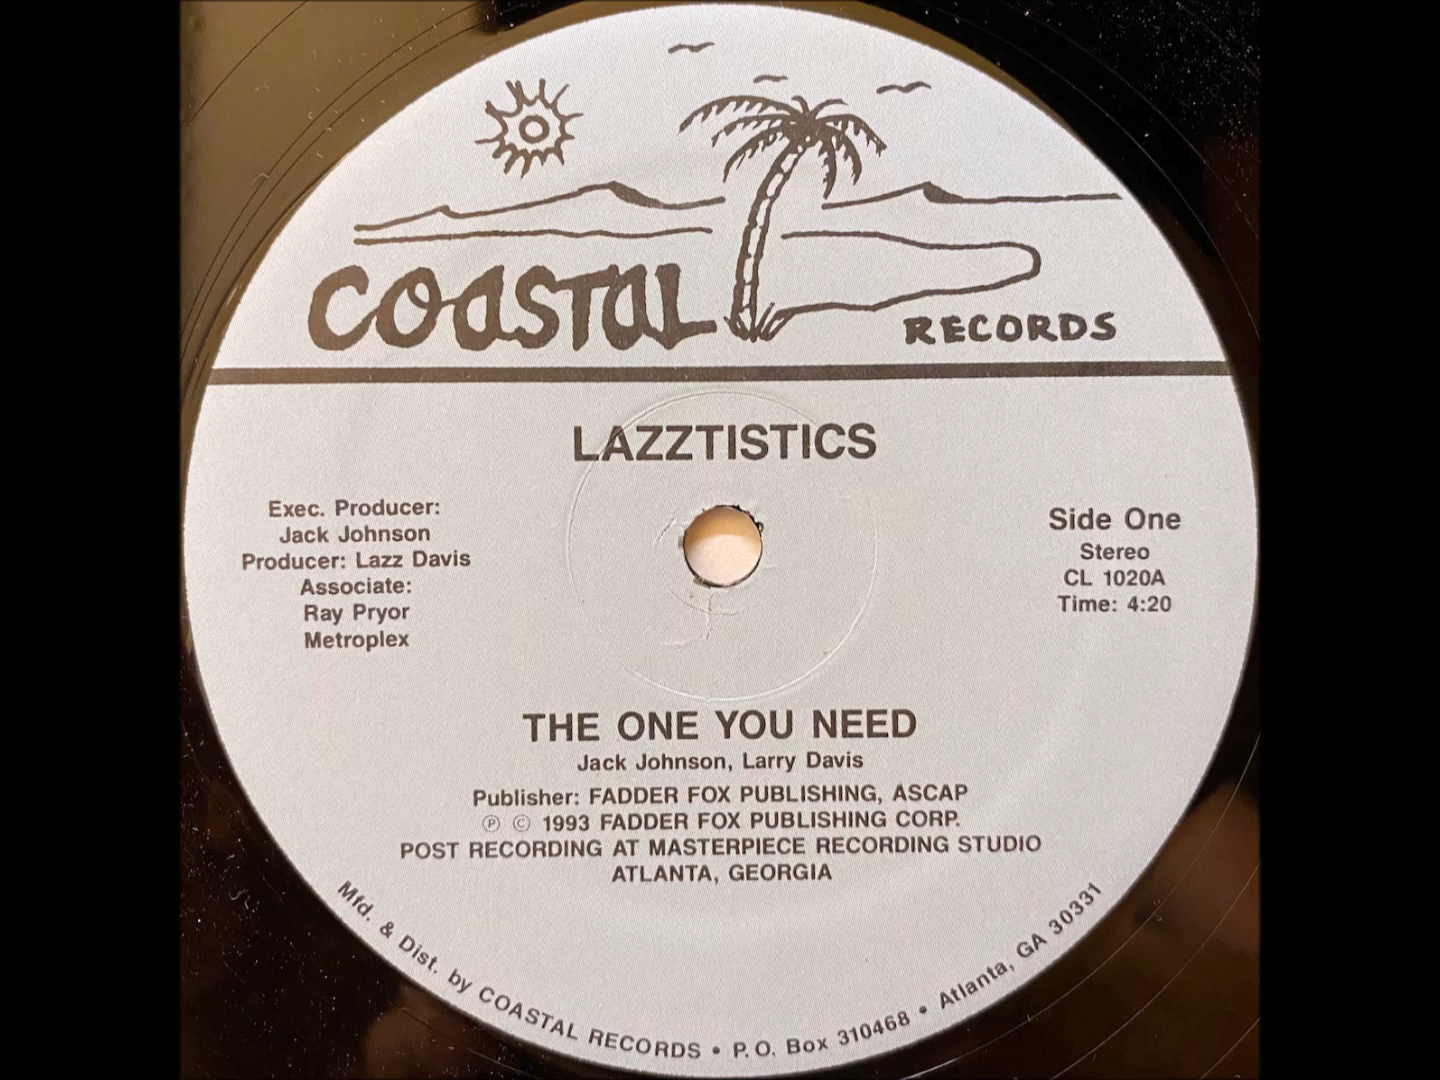 COASTAL
RECORDS
LAZZTISTICS
Exec. Producer:
Jack Johnson
Producer: Lazz Davis
Associate:
Ray Pryor
Metroplex
Side One
Stereo
CL 1020A
Time: 4:20
THE ONE YOU NEED
Jack Johnson, Larry Davis
Publisher: FADDER FOX PUBLISHING, ASCAP
Ⓟ © 1993 FADDER FOX PUBLISHING CORP.
POST RECORDING AT MASTERPIECE RECORDING STUDIO
ATLANTA, GEORGIA
Mfd. & Dist. by COASTAL RECORDS • P.O. Box 310468 • Atlanta, GA 30331